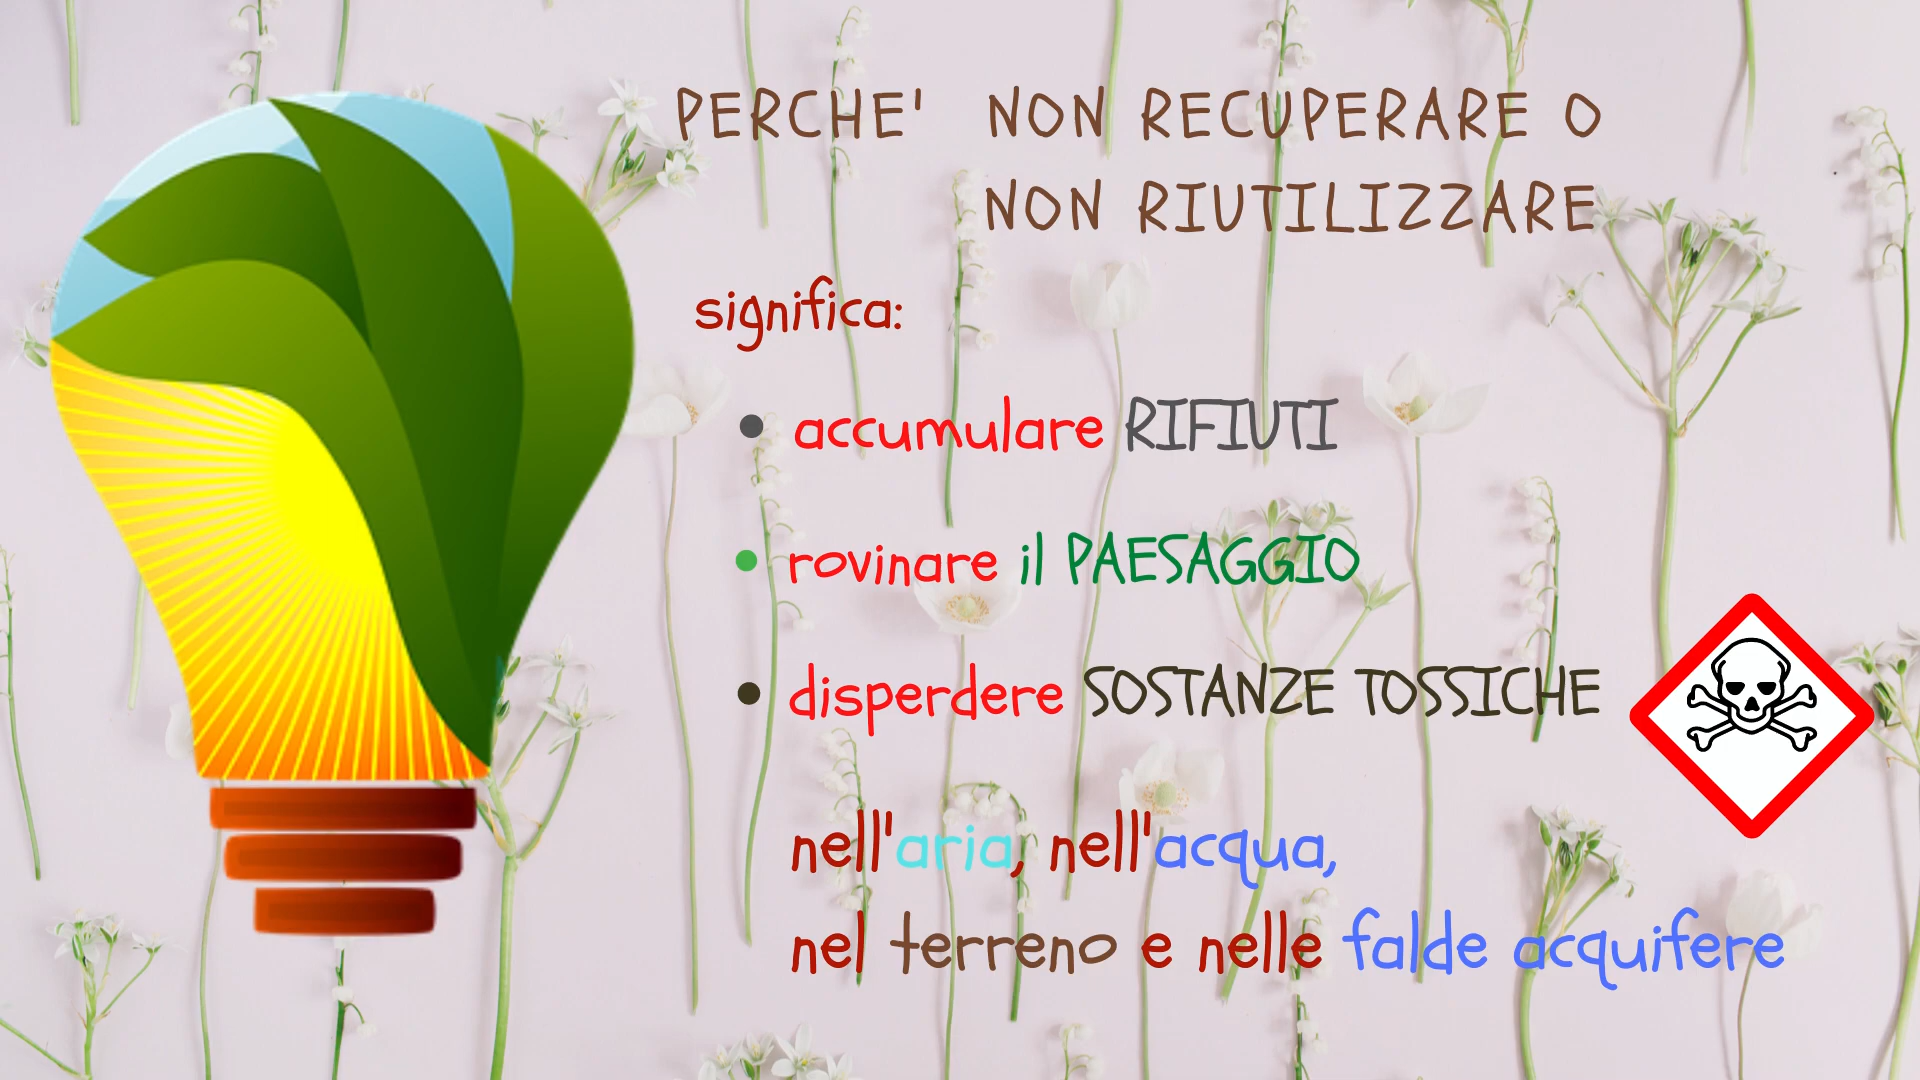 PERCHE' NON RECUPERARE O
NON RIUTILIZZARE
significa:
• accumulare RIFIUTI
• rovinare il PAESAGGIO
• disperdere SOSTANZE TOSSICHE
nell'aria, nell'acqua,
nel terreno e nelle falde acquifere